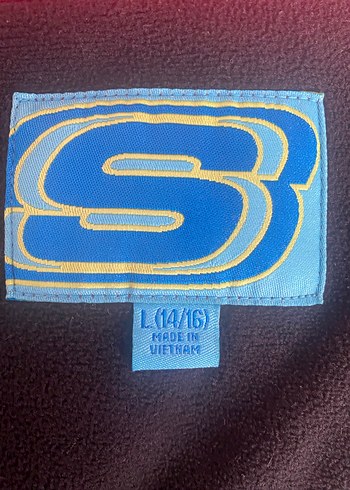 S
L (14/16)
MADE IN
VIETNAM